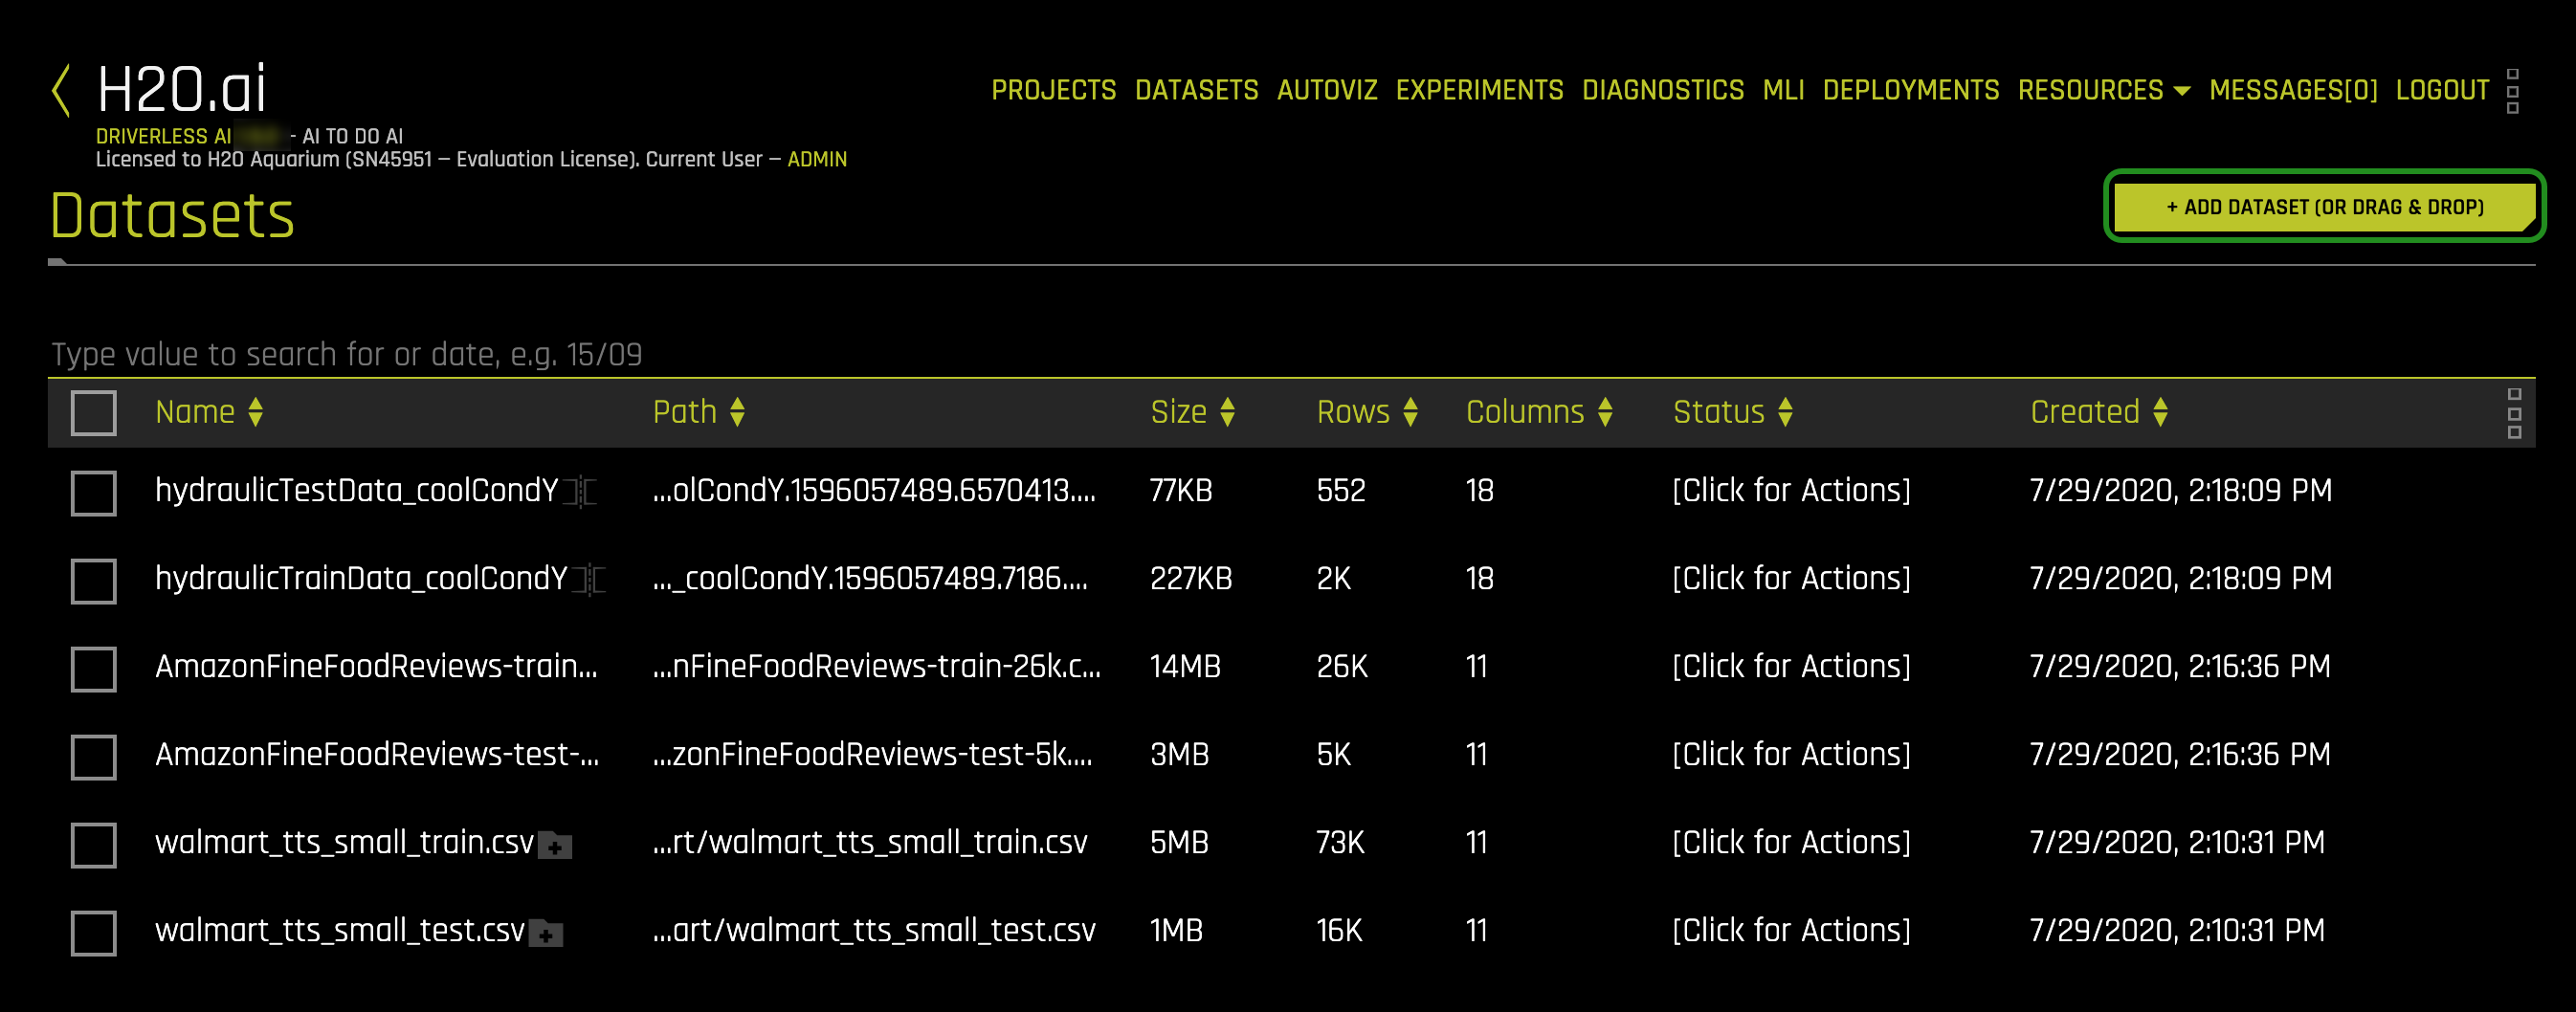 H2O.ai
PROJECTS DATASETS AUTOVIZ EXPERIMENTS DIAGNOSTICS MLI DEPLOYMENTS RESOURCES MESSAGES[0] LOGOUT
DRIVERLESS AI - AI TO DO AI
Licensed to H2O Aquarium (SN45951 — Evaluation License). Current User — ADMIN
Datasets
+ ADD DATASET (OR DRAG & DROP)
Type value to search for or date, e.g. 15/09
Name Path Size Rows Columns Status Created
hydraulicTestData_coolCondY ...olCondY.1596057489.6570413.... 77KB 552 18 [Click for Actions] 7/29/2020, 2:18:09 PM
hydraulicTrainData_coolCondY ..._coolCondY.1596057489.7186.... 227KB 2K 18 [Click for Actions] 7/29/2020, 2:18:09 PM
AmazonFineFoodReviews-train... ...nFineFoodReviews-train-26k.c... 14MB 26K 11 [Click for Actions] 7/29/2020, 2:16:36 PM
AmazonFineFoodReviews-test-... ...zonFineFoodReviews-test-5k.... 3MB 5K 11 [Click for Actions] 7/29/2020, 2:16:36 PM
walmart_tts_small_train.csv ...rt/walmart_tts_small_train.csv 5MB 73K 11 [Click for Actions] 7/29/2020, 2:10:31 PM
walmart_tts_small_test.csv ...art/walmart_tts_small_test.csv 1MB 16K 11 [Click for Actions] 7/29/2020, 2:10:31 PM